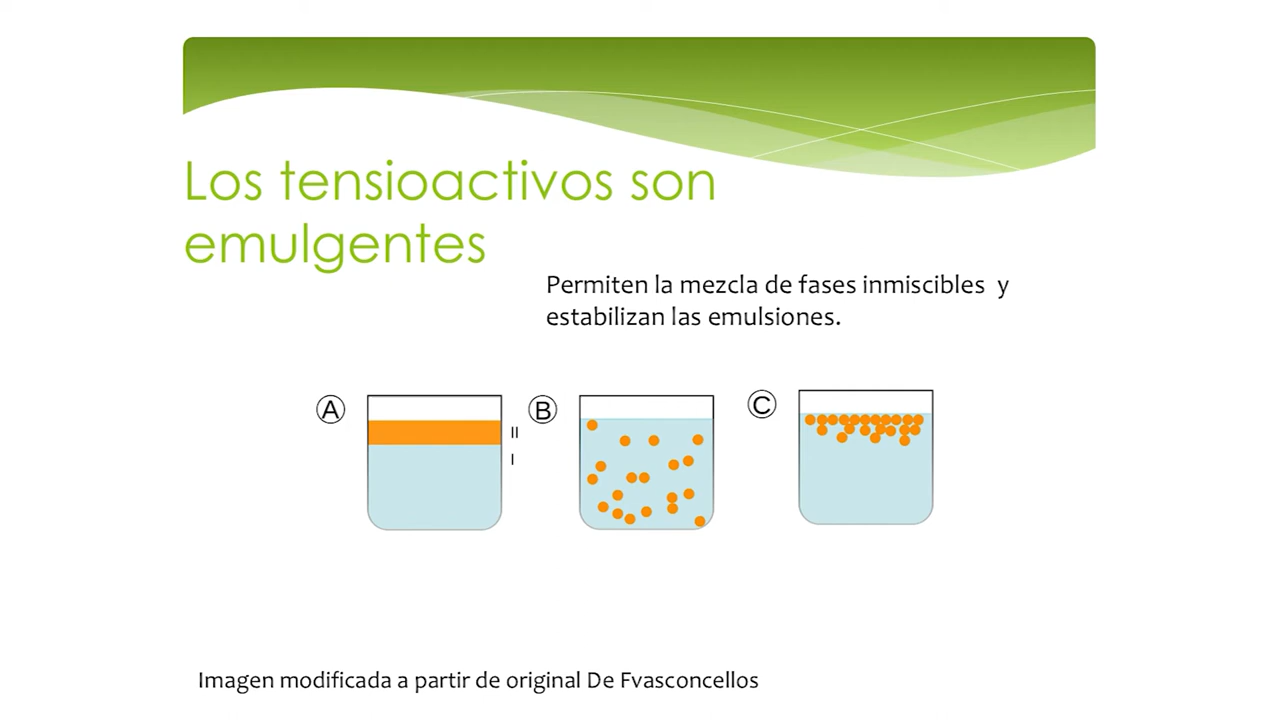 Los tensioactivos son
emulgentes
Permiten la mezcla de fases inmiscibles y
estabilizan las emulsiones.
A
B
C
II
I
Imagen modificada a partir de original De Fvasconcellos